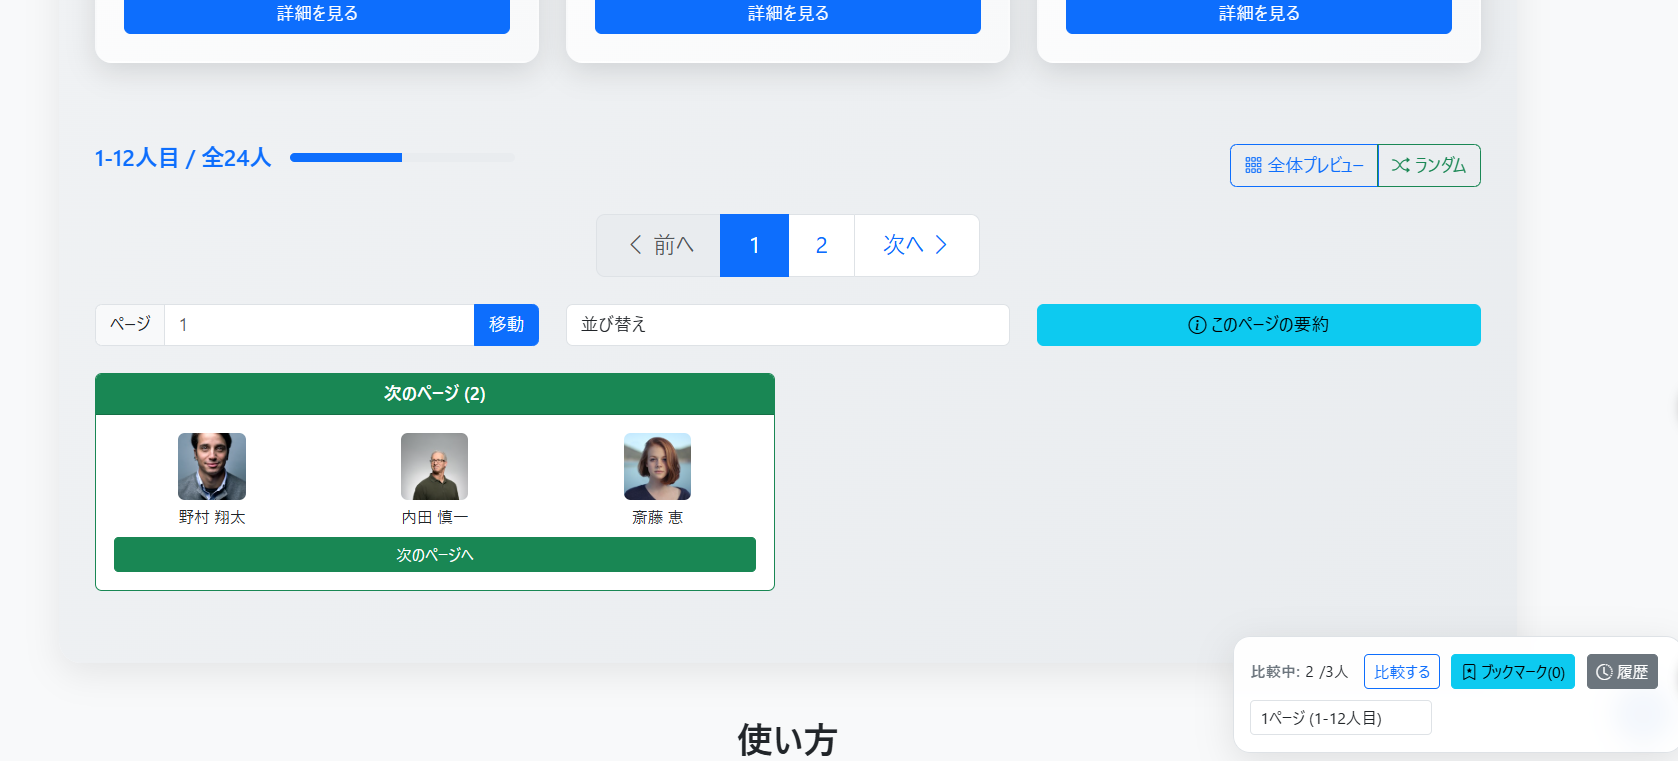 詳細を見る
詳細を見る
詳細を見る
1-12人目 / 全24人
全体プレビュー
ランダム
前へ
1
2
次へ
ページ
1
移動
並び替え
このページの要約
次のページ (2)
野村 翔太
内田 慎一
斎藤 恵
次のページへ
比較中: 2 /3人
比較する
ブックマーク(0)
履歴
1ページ (1-12人目)
使い方